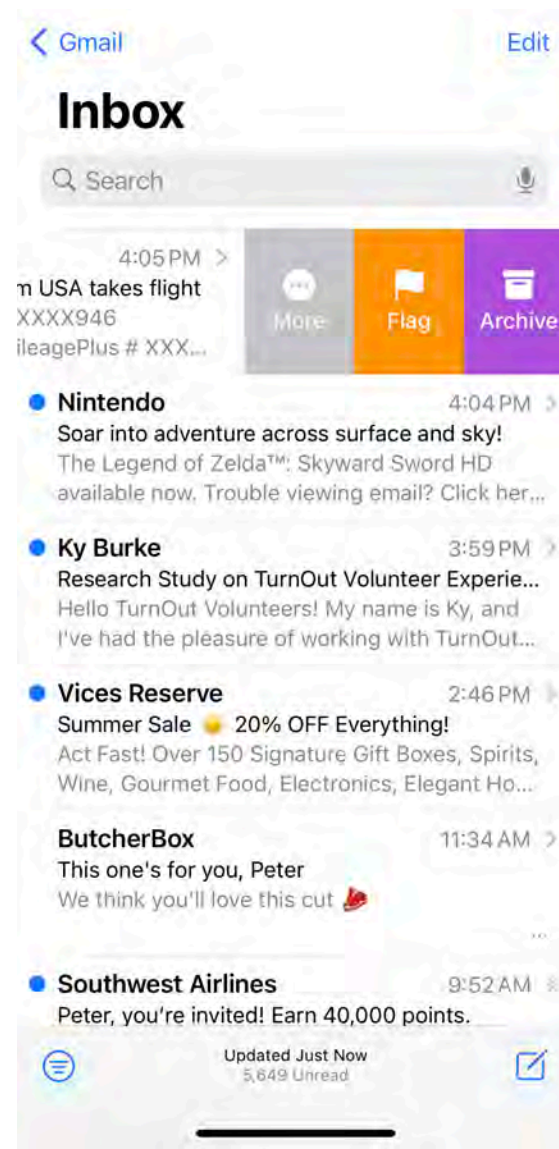 Gmail
Edit
Inbox
Search
4:05 PM
m USA takes flight
XXXX946
ileagePlus # XXX...
More
Flag
Archive
Nintendo 4:04 PM
Soar into adventure across surface and sky!
The Legend of Zelda™: Skyward Sword HD
available now. Trouble viewing email? Click her...
Ky Burke 3:59 PM
Research Study on TurnOut Volunteer Experie...
Hello TurnOut Volunteers! My name is Ky, and
I've had the pleasure of working with TurnOut...
Vices Reserve 2:46 PM
Summer Sale 🌞 20% OFF Everything!
Act Fast! Over 150 Signature Gift Boxes, Spirits,
Wine, Gourmet Food, Electronics, Elegant Ho...
ButcherBox 11:34 AM
This one's for you, Peter
We think you'll love this cut 🥩
...
Southwest Airlines 9:52 AM
Peter, you're invited! Earn 40,000 points.
Updated Just Now
5,649 Unread